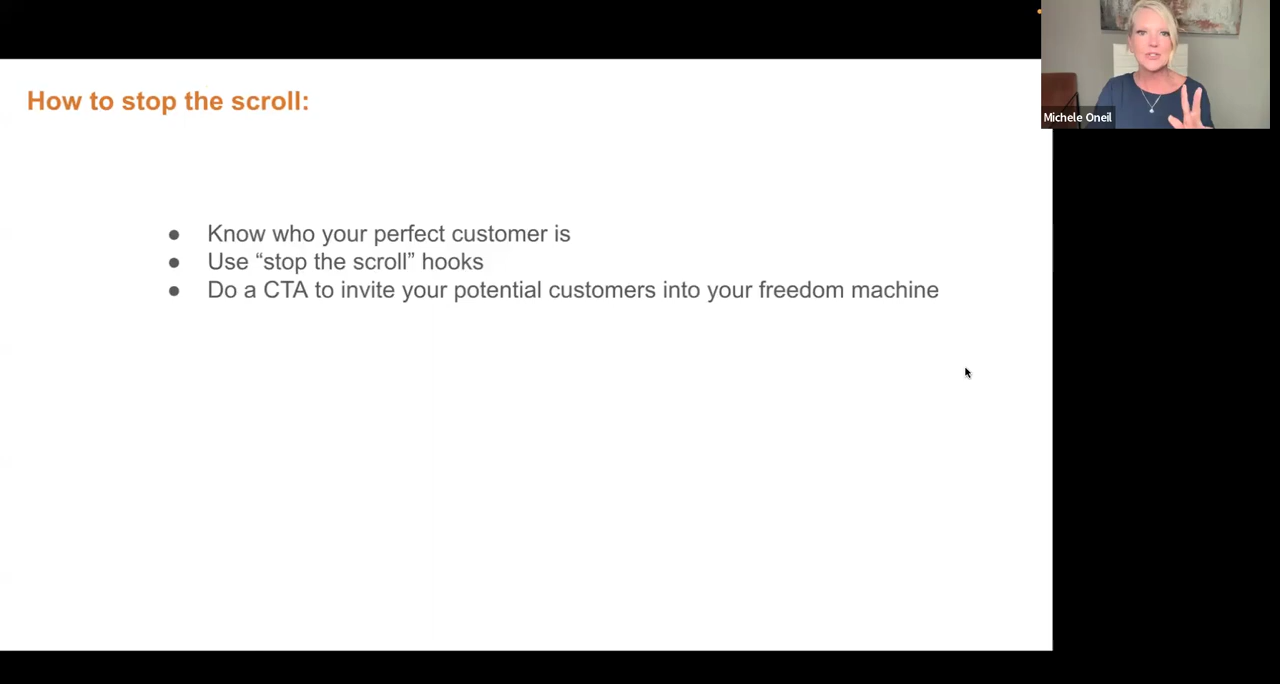 How to stop the scroll:
● Know who your perfect customer is
● Use “stop the scroll” hooks
● Do a CTA to invite your potential customers into your freedom machine
Michele Oneil